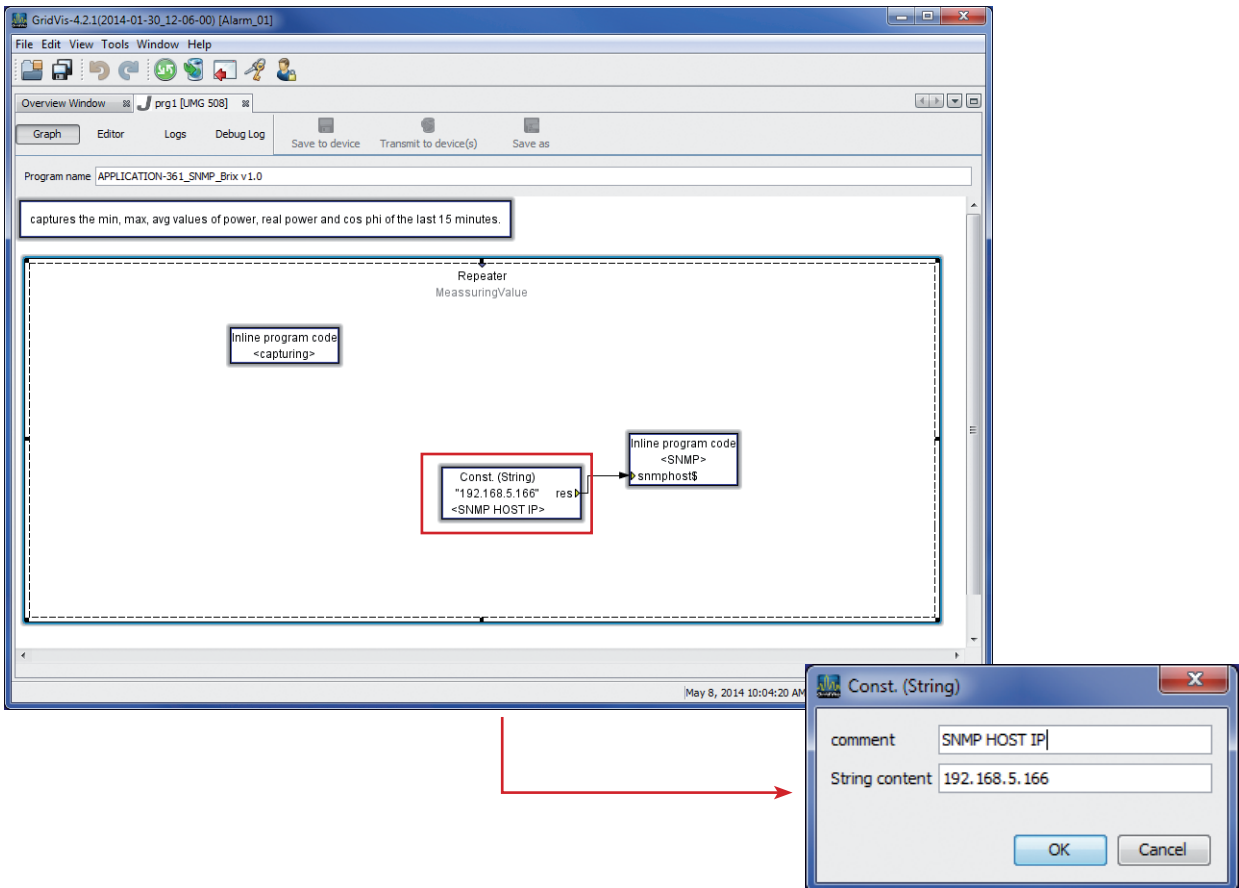 GridVis-4.2.1(2014-01-30_12-06-00) [Alarm_01]
File Edit View Tools Window Help
Overview Window prg1 [UMG 508]
Graph Editor Logs Debug Log Save to device Transmit to device(s) Save as
Program name APPLICATION-361_SNMP_Brix v1.0
captures the min, max, avg values of power, real power and cos phi of the last 15 minutes.
Repeater
MeassuringValue
Inline program code
<capturing>
Inline program code
<SNMP>
snmphost$
Const. (String)
"192.168.5.166" res
<SNMP HOST IP>
May 8, 2014 10:04:20 AM
Const. (String)
comment SNMP HOST IP
String content 192.168.5.166
OK Cancel